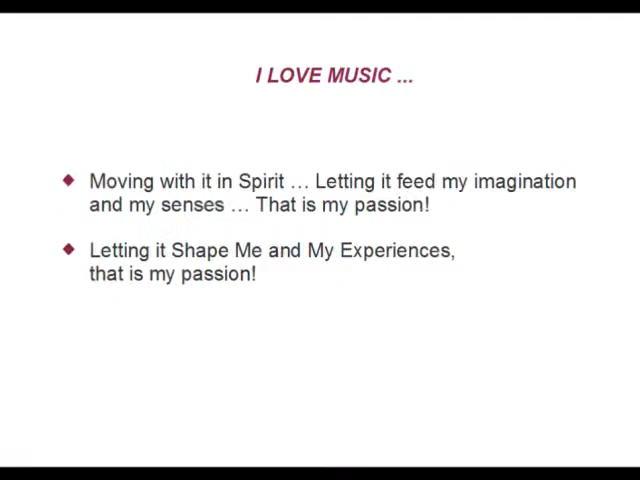 I LOVE MUSIC ...
Moving with it in Spirit … Letting it feed my imagination
and my senses … That is my passion!
Letting it Shape Me and My Experiences,
that is my passion!